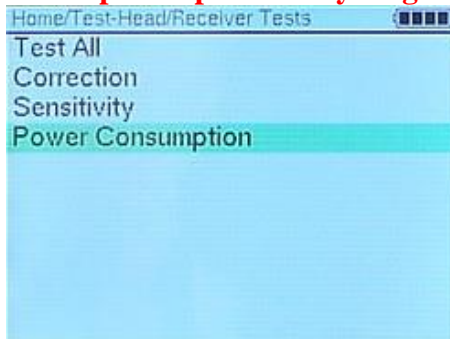 Home/Test-Head/Receiver Tests
Test All
Correction
Sensitivity
Power Consumption